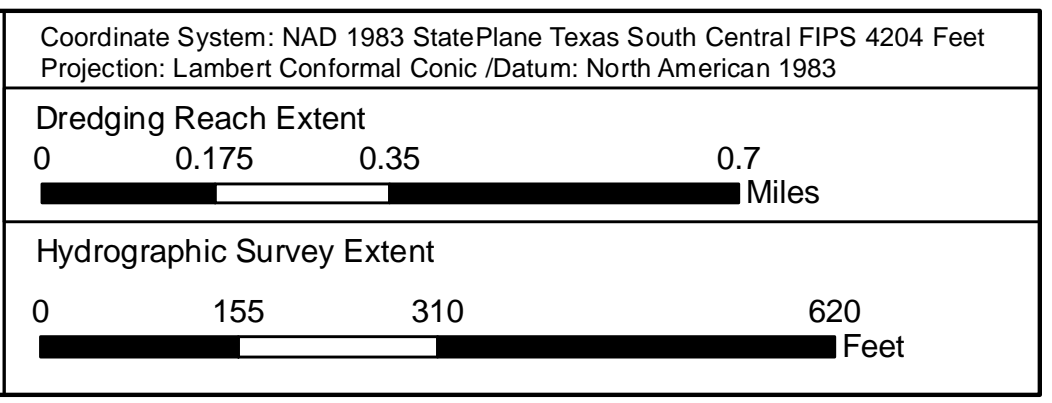 Coordinate System: NAD 1983 StatePlane Texas South Central FIPS 4204 Feet
Projection: Lambert Conformal Conic /Datum: North American 1983
Dredging Reach Extent
0 0.175 0.35 0.7
Miles
Hydrographic Survey Extent
0 155 310 620
Feet